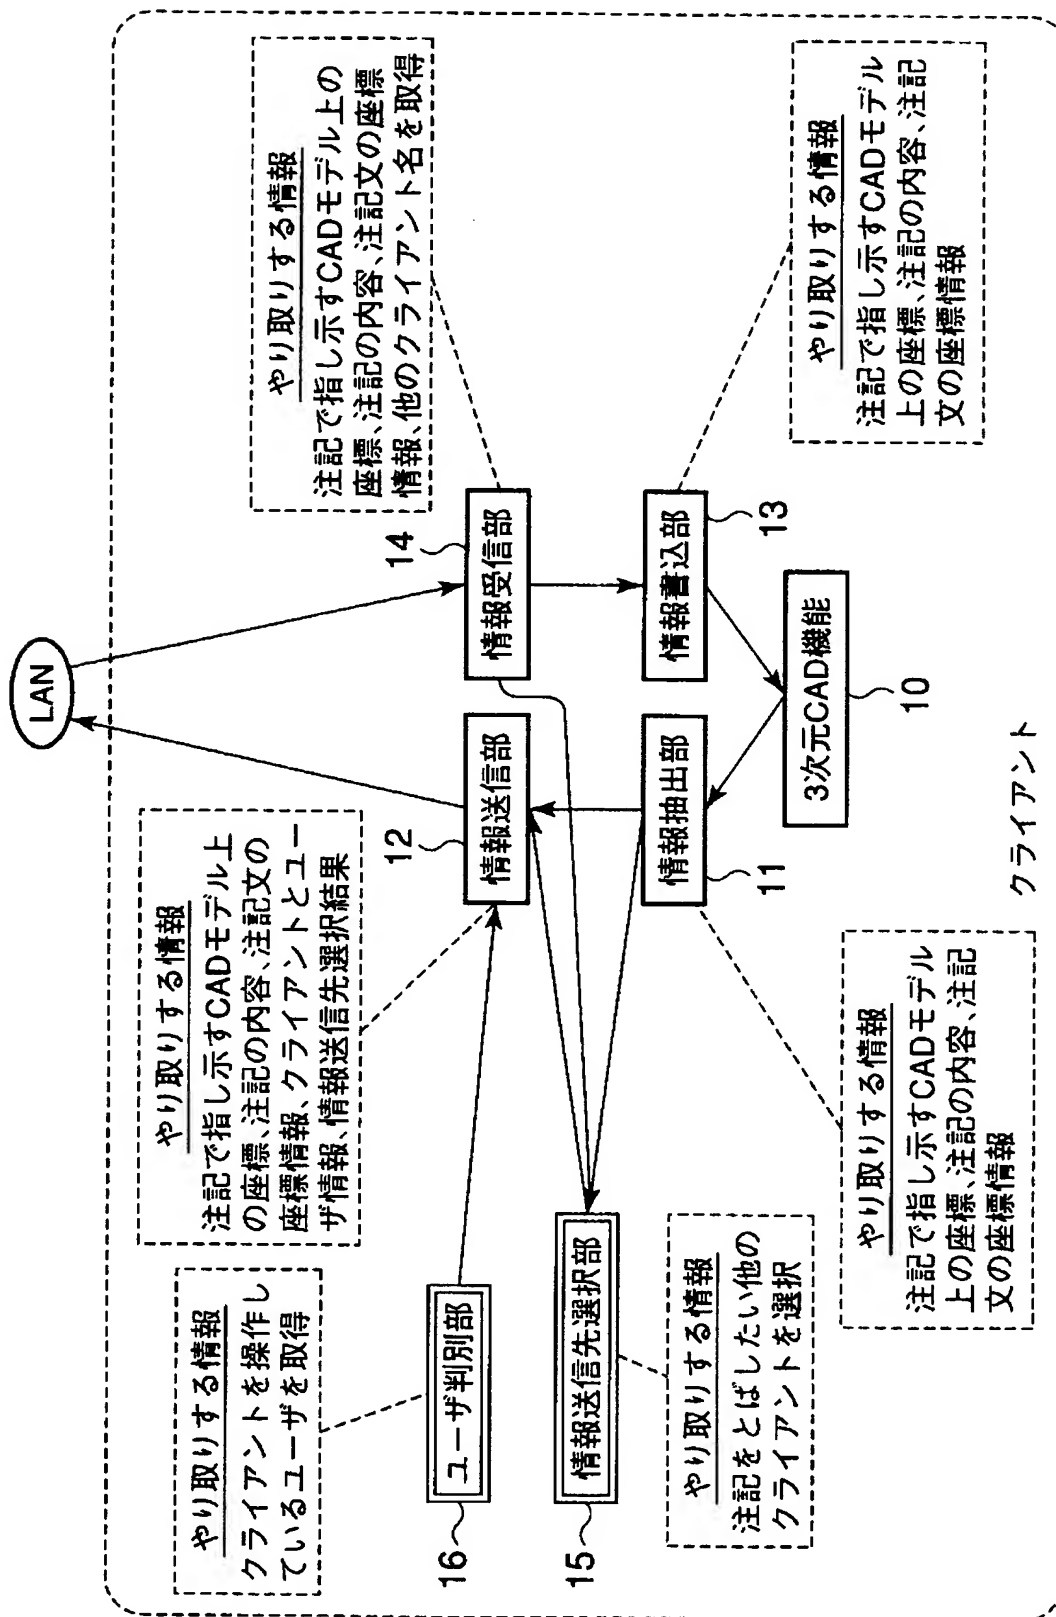 LAN
やり取りする情報
クライアントを操作し
ているユーザを取得
やり取りする情報
注記で指し示すCADモデル上
の座標、注記の内容、注記文の
座標情報、クライアントとユー
ザ情報、情報送信先選択結果
やり取りする情報
注記で指し示すCADモデル上の
座標、注記の内容、注記文の座標
情報、他のクライアント名を取得
16
ユーザ判別部
12
情報送信部
14
情報受信部
15
情報送信先選択部
11
情報抽出部
13
情報書込部
10
3次元CAD機能
やり取りする情報
注記をとばしたい他の
クライアントを選択
やり取りする情報
注記で指し示すCADモデル
上の座標、注記の内容、注記
文の座標情報
やり取りする情報
注記で指し示すCADモデル
上の座標、注記の内容、注記
文の座標情報
クライアント